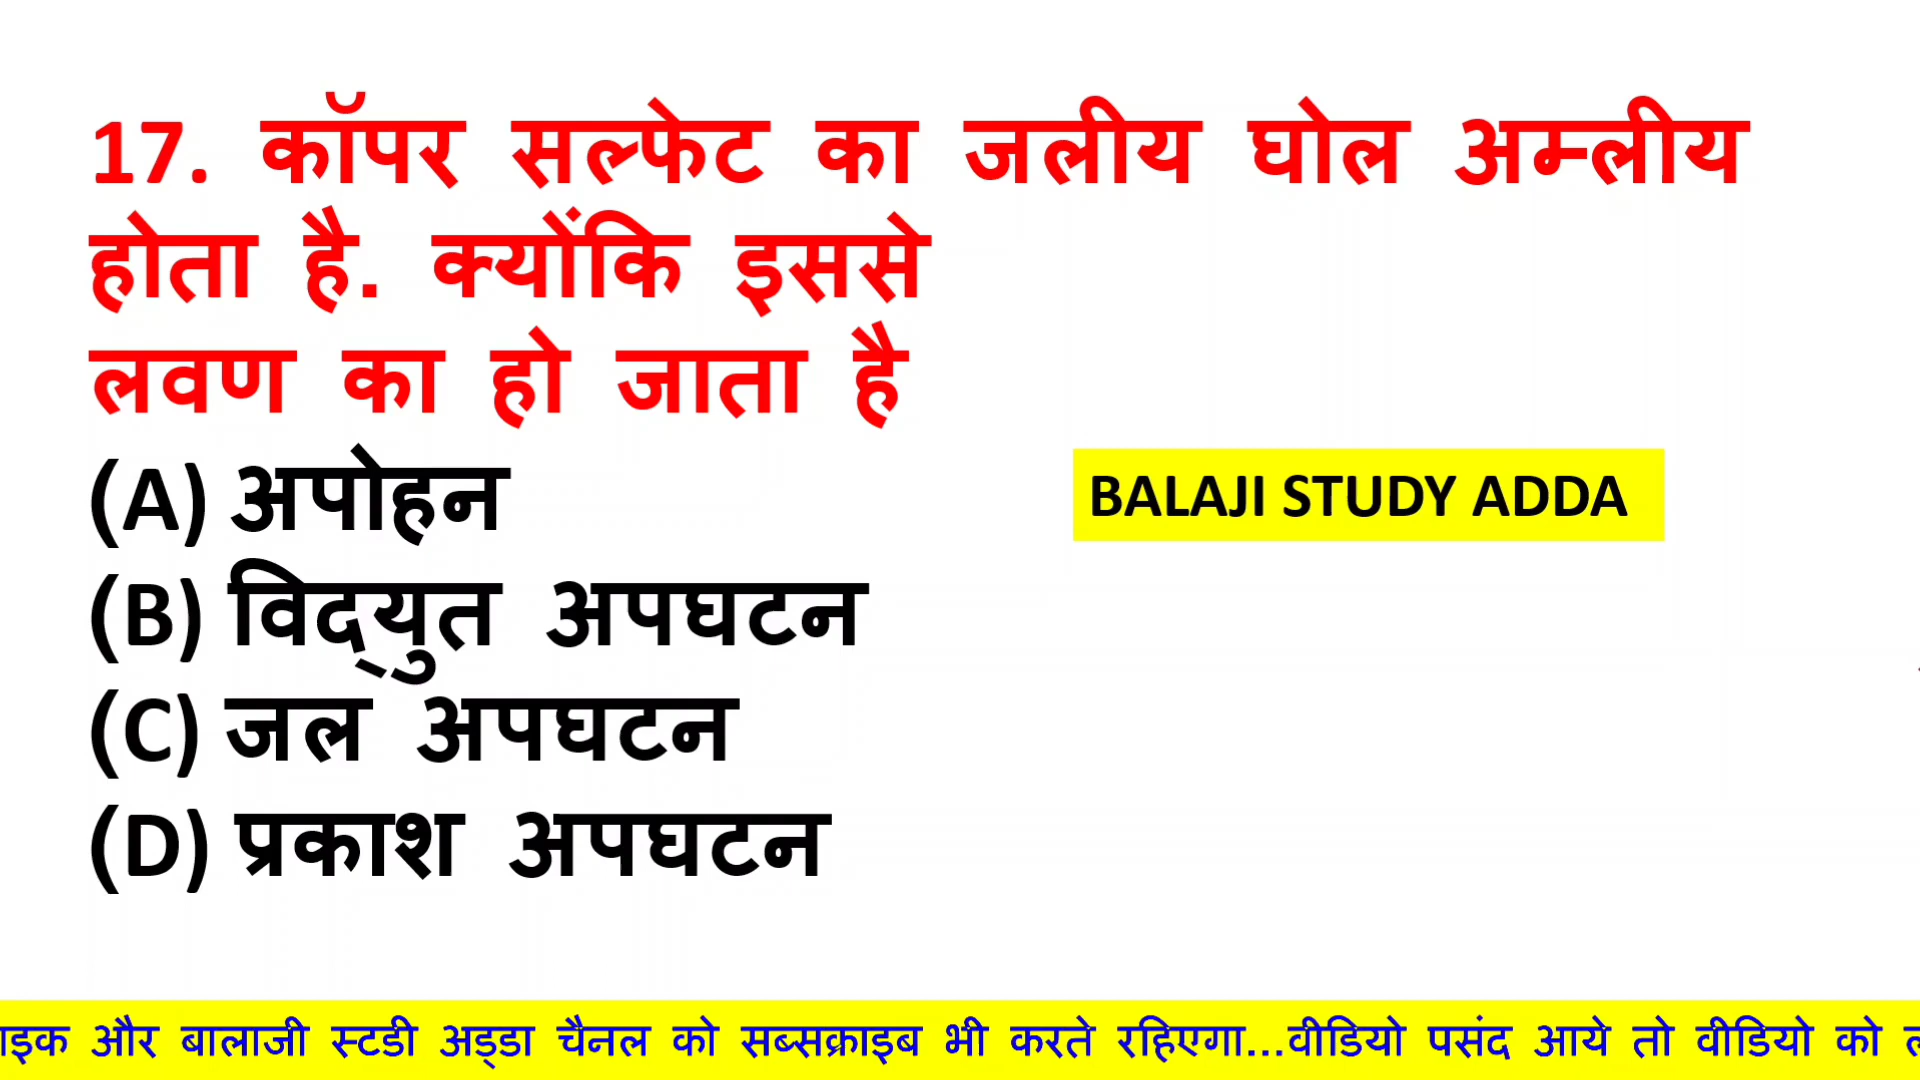 17. कॉपर सल्फेट का जलीय घोल अम्लीय
होता है. क्योंकि इससे
लवण का हो जाता है
(A) अपोहन
BALAJI STUDY ADDA
(B) विद्युत अपघटन
(C) जल अपघटन
(D) प्रकाश अपघटन
और बालाजी स्टडी अड्डा चैनल को सब्सक्राइब भी करते रहिएगा...वीडियो पसंद आये तो वीडियो को